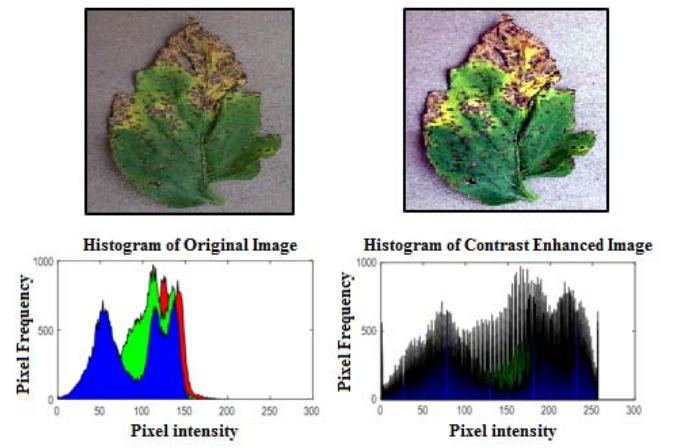 Histogram of Original Image
Histogram of Contrast Enhanced Image
Pixel Frequency
1000
500
0
0 50 100 150 200 250 300
Pixel intensity
Pixel Frequency
1000
500
0
0 50 100 150 200 250 300
Pixel intensity